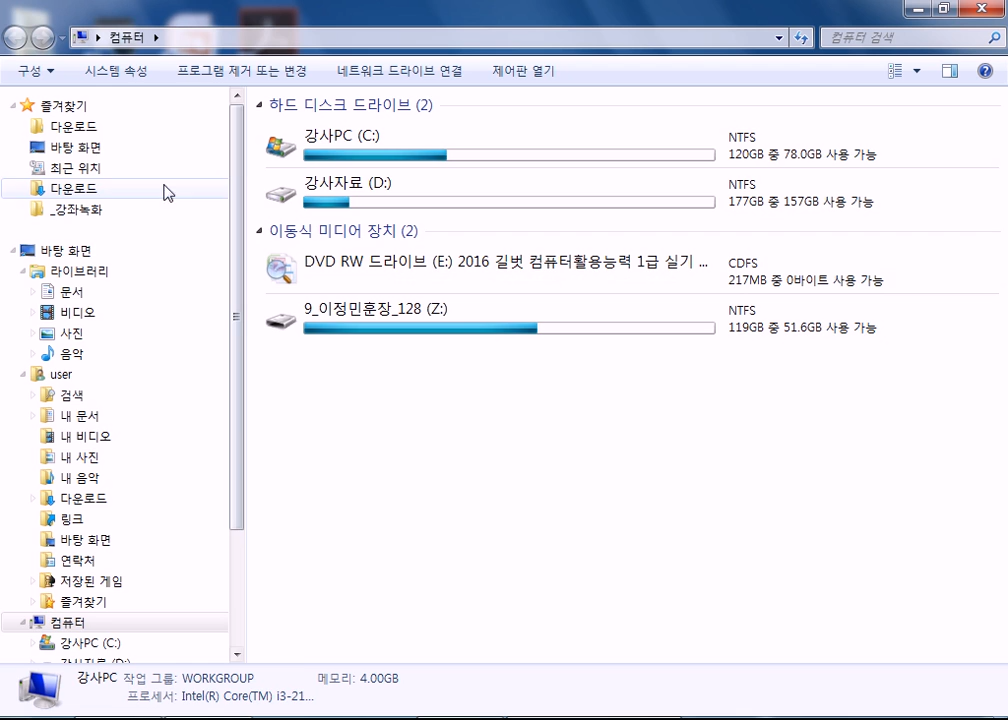 컴퓨터
컴퓨터 검색
구성
시스템 속성
프로그램 제거 또는 변경
네트워크 드라이브 연결
제어판 열기
즐겨찾기
다운로드
바탕 화면
최근 위치
다운로드
_강좌녹화
바탕 화면
라이브러리
문서
비디오
사진
음악
user
검색
내 문서
내 비디오
내 사진
내 음악
다운로드
링크
바탕 화면
연락처
저장된 게임
즐겨찾기
컴퓨터
강사PC (C:)
강사자료 (D:)
하드 디스크 드라이브 (2)
강사PC (C:)
NTFS
120GB 중 78.0GB 사용 가능
강사자료 (D:)
NTFS
177GB 중 157GB 사용 가능
이동식 미디어 장치 (2)
DVD RW 드라이브 (E:) 2016 길벗 컴퓨터활용능력 1급 실기 ...
CDFS
217MB 중 0바이트 사용 가능
9_이정민훈장_128 (Z:)
NTFS
119GB 중 51.6GB 사용 가능
강사PC 작업 그룹: WORKGROUP 메모리: 4.00GB
프로세서: Intel(R) Core(TM) i3-21...